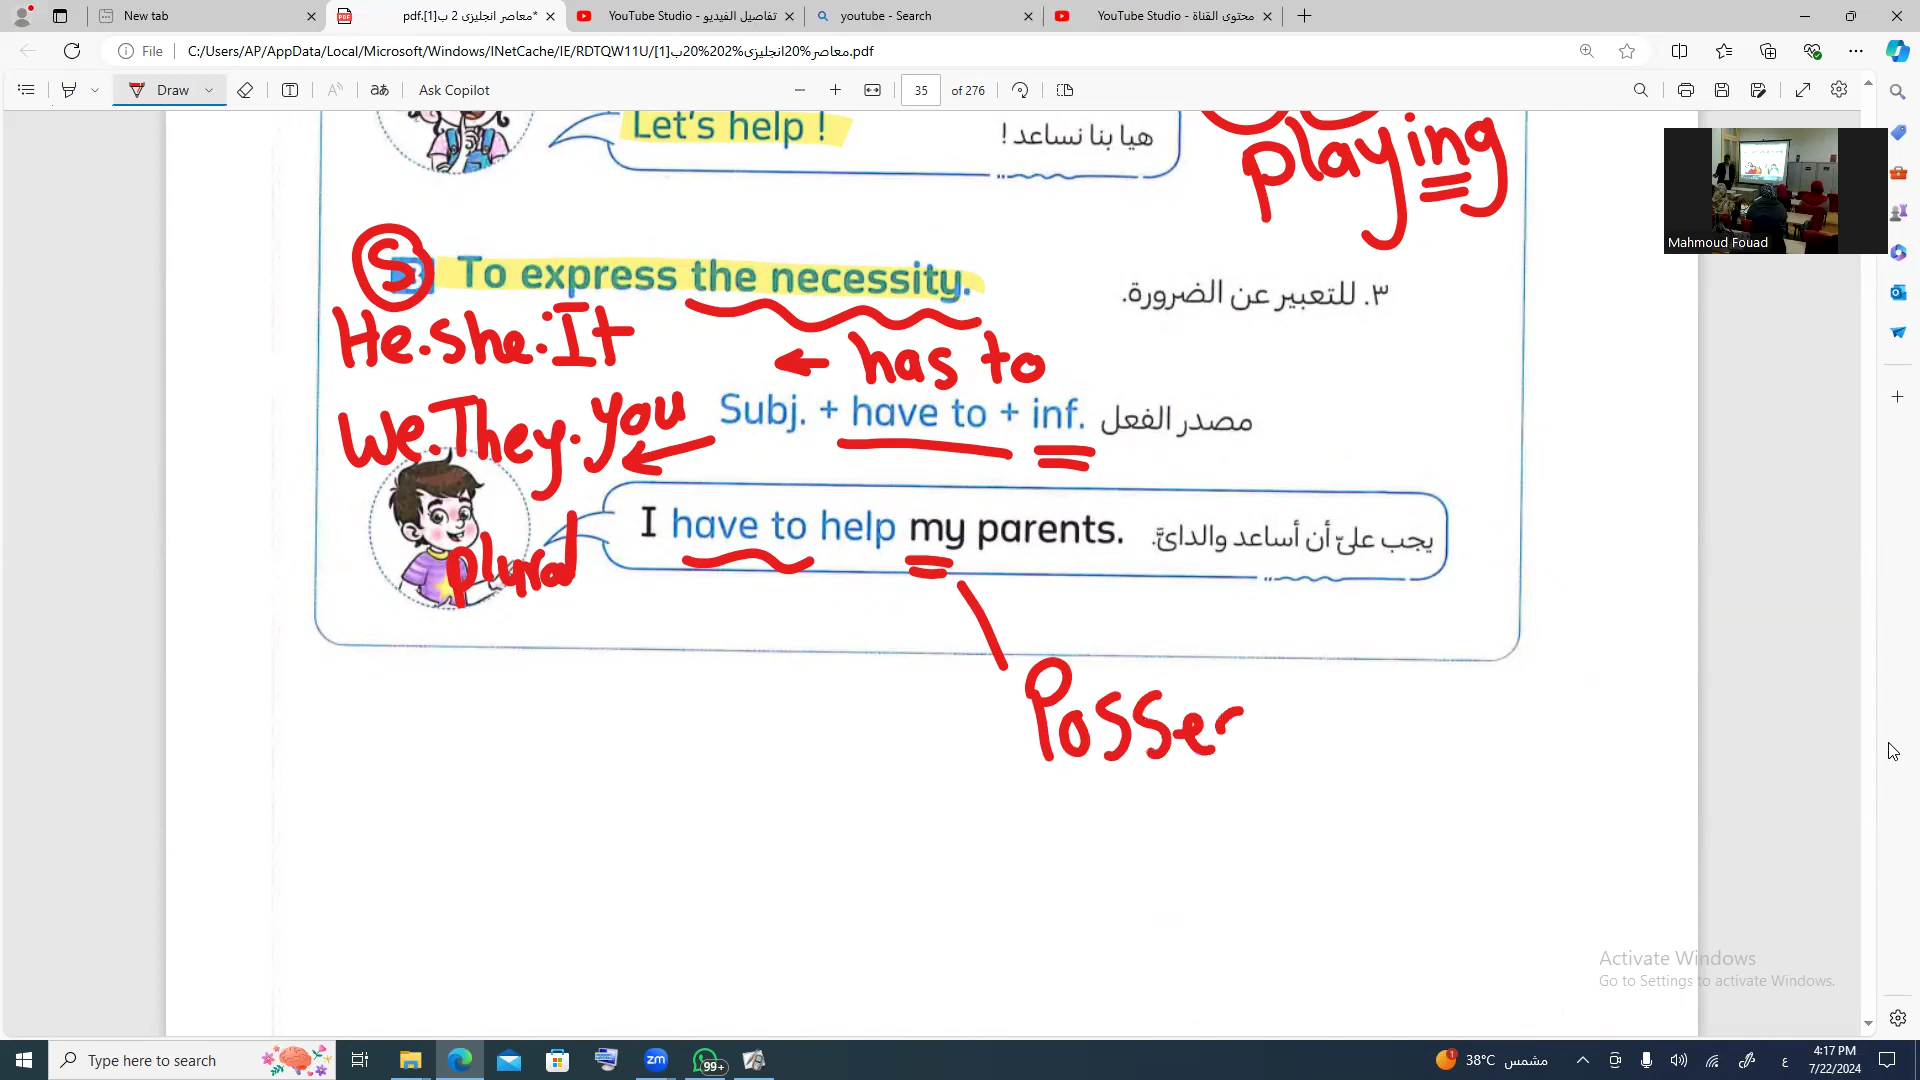 New tab
معاصر انجليزى 2 ب[1].pdf*
تفاصيل الفيديو - YouTube Studio
youtube - Search
محتوى القناة - YouTube Studio
File
C:/Users/AP/AppData/Local/Microsoft/Windows/INetCache/IE/RDTQW11U/معاصر%20انجليزى%202%20ب[1].pdf
Draw
Ask Copilot
35 of 276
Let's help !
هيا بنا نساعد !
playing
Mahmoud Fouad
S
To express the necessity.
٣. للتعبير عن الضرورة.
He.she.It
has to
We.They.you
Subj. + have to + inf. مصدر الفعل
I have to help my parents.
يجب علىّ أن أساعد والداىَّ.
plural
Posser
Activate Windows
Go to Settings to activate Windows.
Type here to search
zm
99+
1
38°C مشمس
ع
4:17 PM
7/22/2024